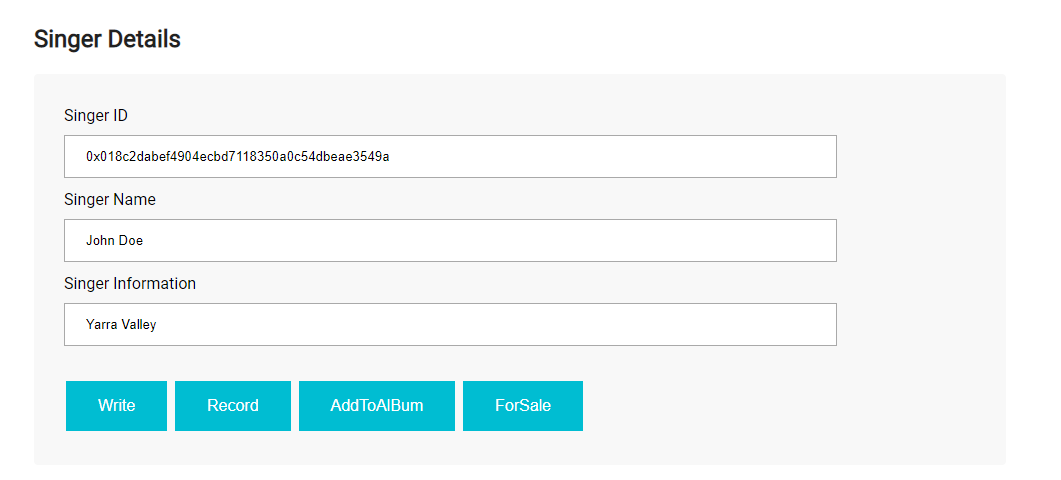 Singer Details
Singer ID
0x018c2dabef4904ecbd7118350a0c54dbeae3549a
Singer Name
John Doe
Singer Information
Yarra Valley
Write Record AddToAlBum ForSale